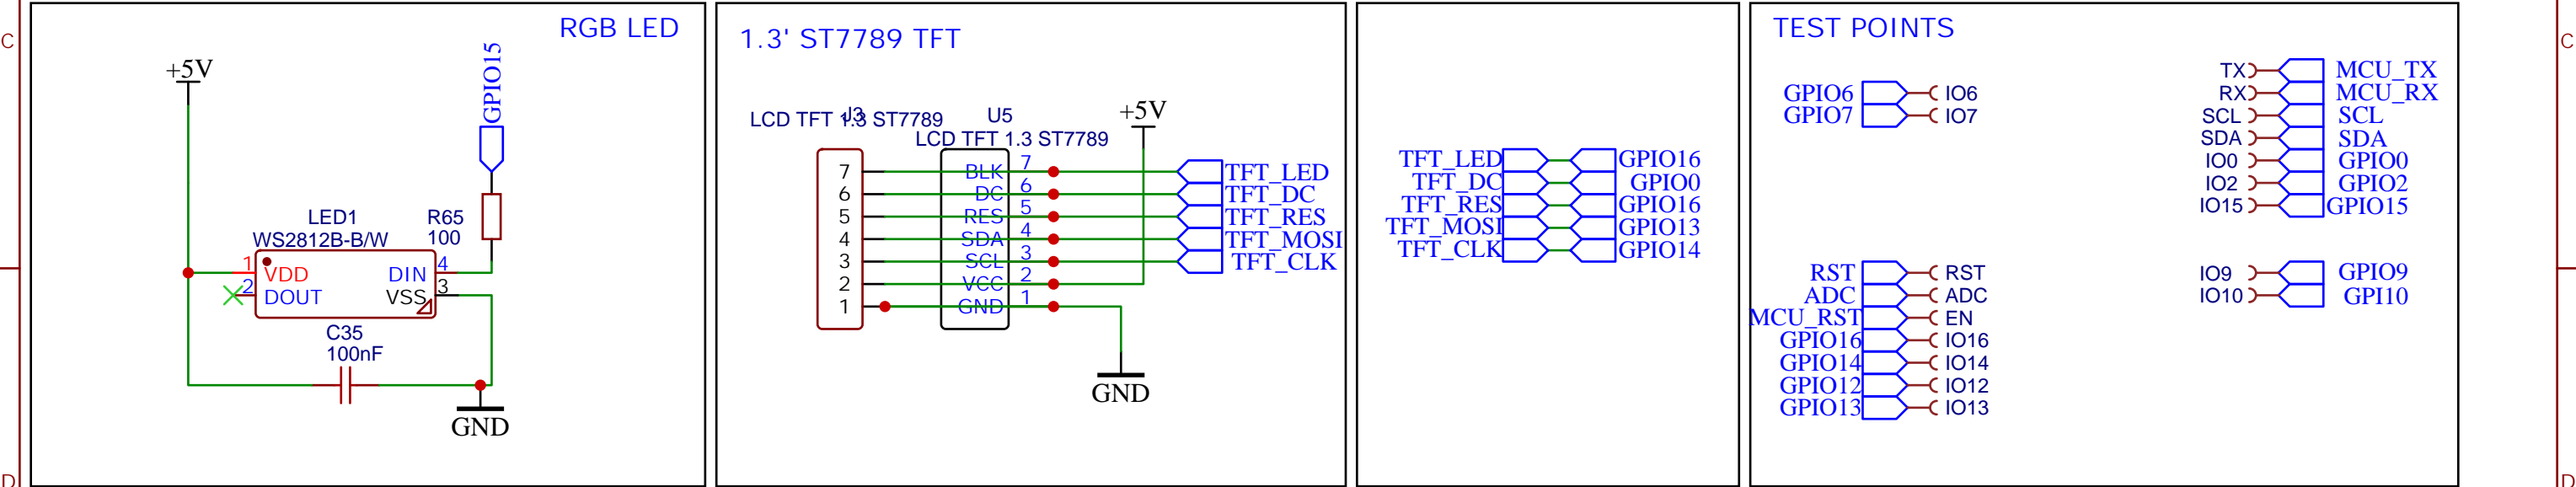 C
RGB LED
+5V
GPIO15
LED1
WS2812B-B/W
R65
100
1 VDD DIN 4
2 DOUT VSS 3
C35
100nF
GND
1.3' ST7789 TFT
LCD TFT 1.3 ST7789
J3
U5
LCD TFT 1.3 ST7789
+5V
7 BLK 7 TFT_LED
6 DC 6 TFT_DC
5 RES 5 TFT_RES
4 SDA 4 TFT_MOSI
3 SCL 3 TFT_CLK
2 VCC 2
1 GND 1
GND
TFT_LED GPIO16
TFT_DC GPIO0
TFT_RES GPIO16
TFT_MOSI GPIO13
TFT_CLK GPIO14
TEST POINTS
GPIO6 IO6
GPIO7 IO7
RST RST
ADC ADC
MCU_RST EN
GPIO16 IO16
GPIO14 IO14
GPIO12 IO12
GPIO13 IO13
TX MCU_TX
RX MCU_RX
SCL SCL
SDA SDA
IO0 GPIO0
IO2 GPIO2
IO15 GPIO15
IO9 GPIO9
IO10 GPI10
C
D
D